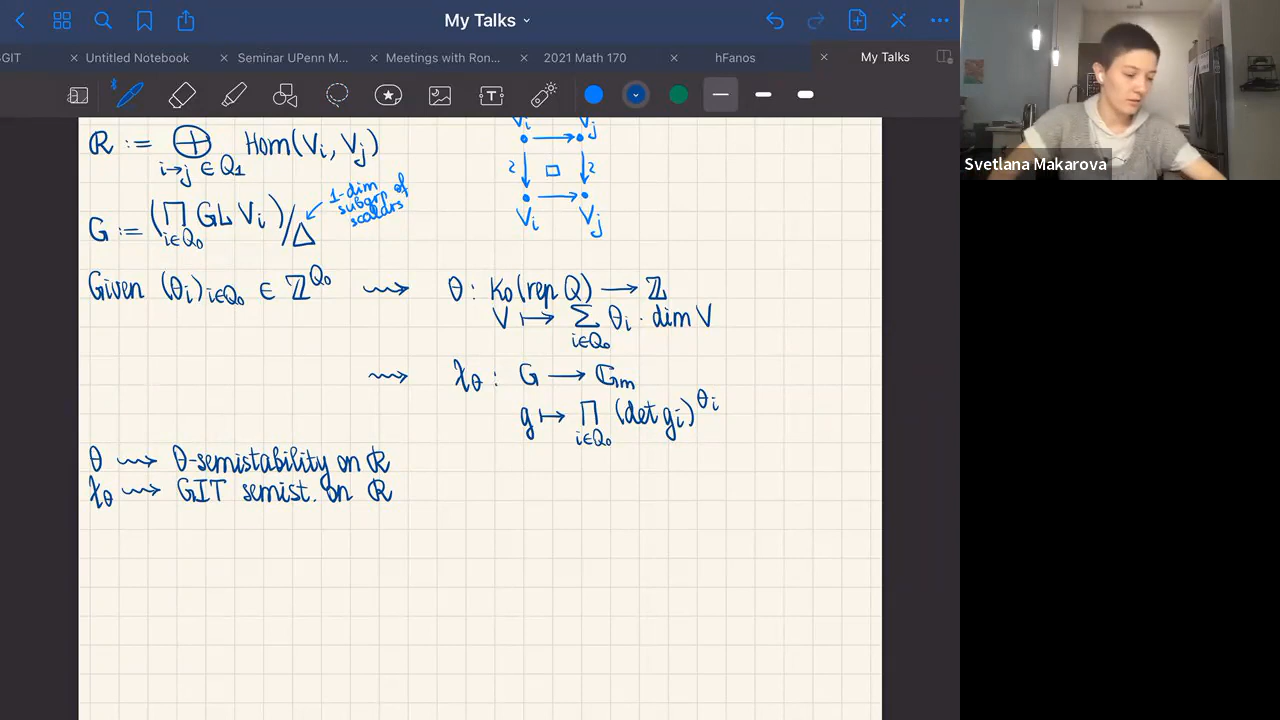 My Talks
GIT
Untitled Notebook
Seminar UPenn M...
Meetings with Ron...
2021 Math 170
hFanos
My Talks
Svetlana Makarova
R := ⊕ Hom(Vi, Vj)
i→j ∈ Q1
Vi → Vj
2 ↓ □ ↓ 2
Vi → Vj
G := (∏ GL Vi)/Δ
i∈Q0
1-dim
subgrp of
scalars
Given (θi)i∈Q0 ∈ ℤ^Q0 ⇝ θ: K0(rep Q) → ℤ
V ↦ ∑ θi · dim V
i∈Q0
⇝ χθ : G → 𝔾m
g ↦ ∏ (det gi)^θi
i∈Q0
θ ⇝ θ-semistability on R
χθ ⇝ GIT semist. on R